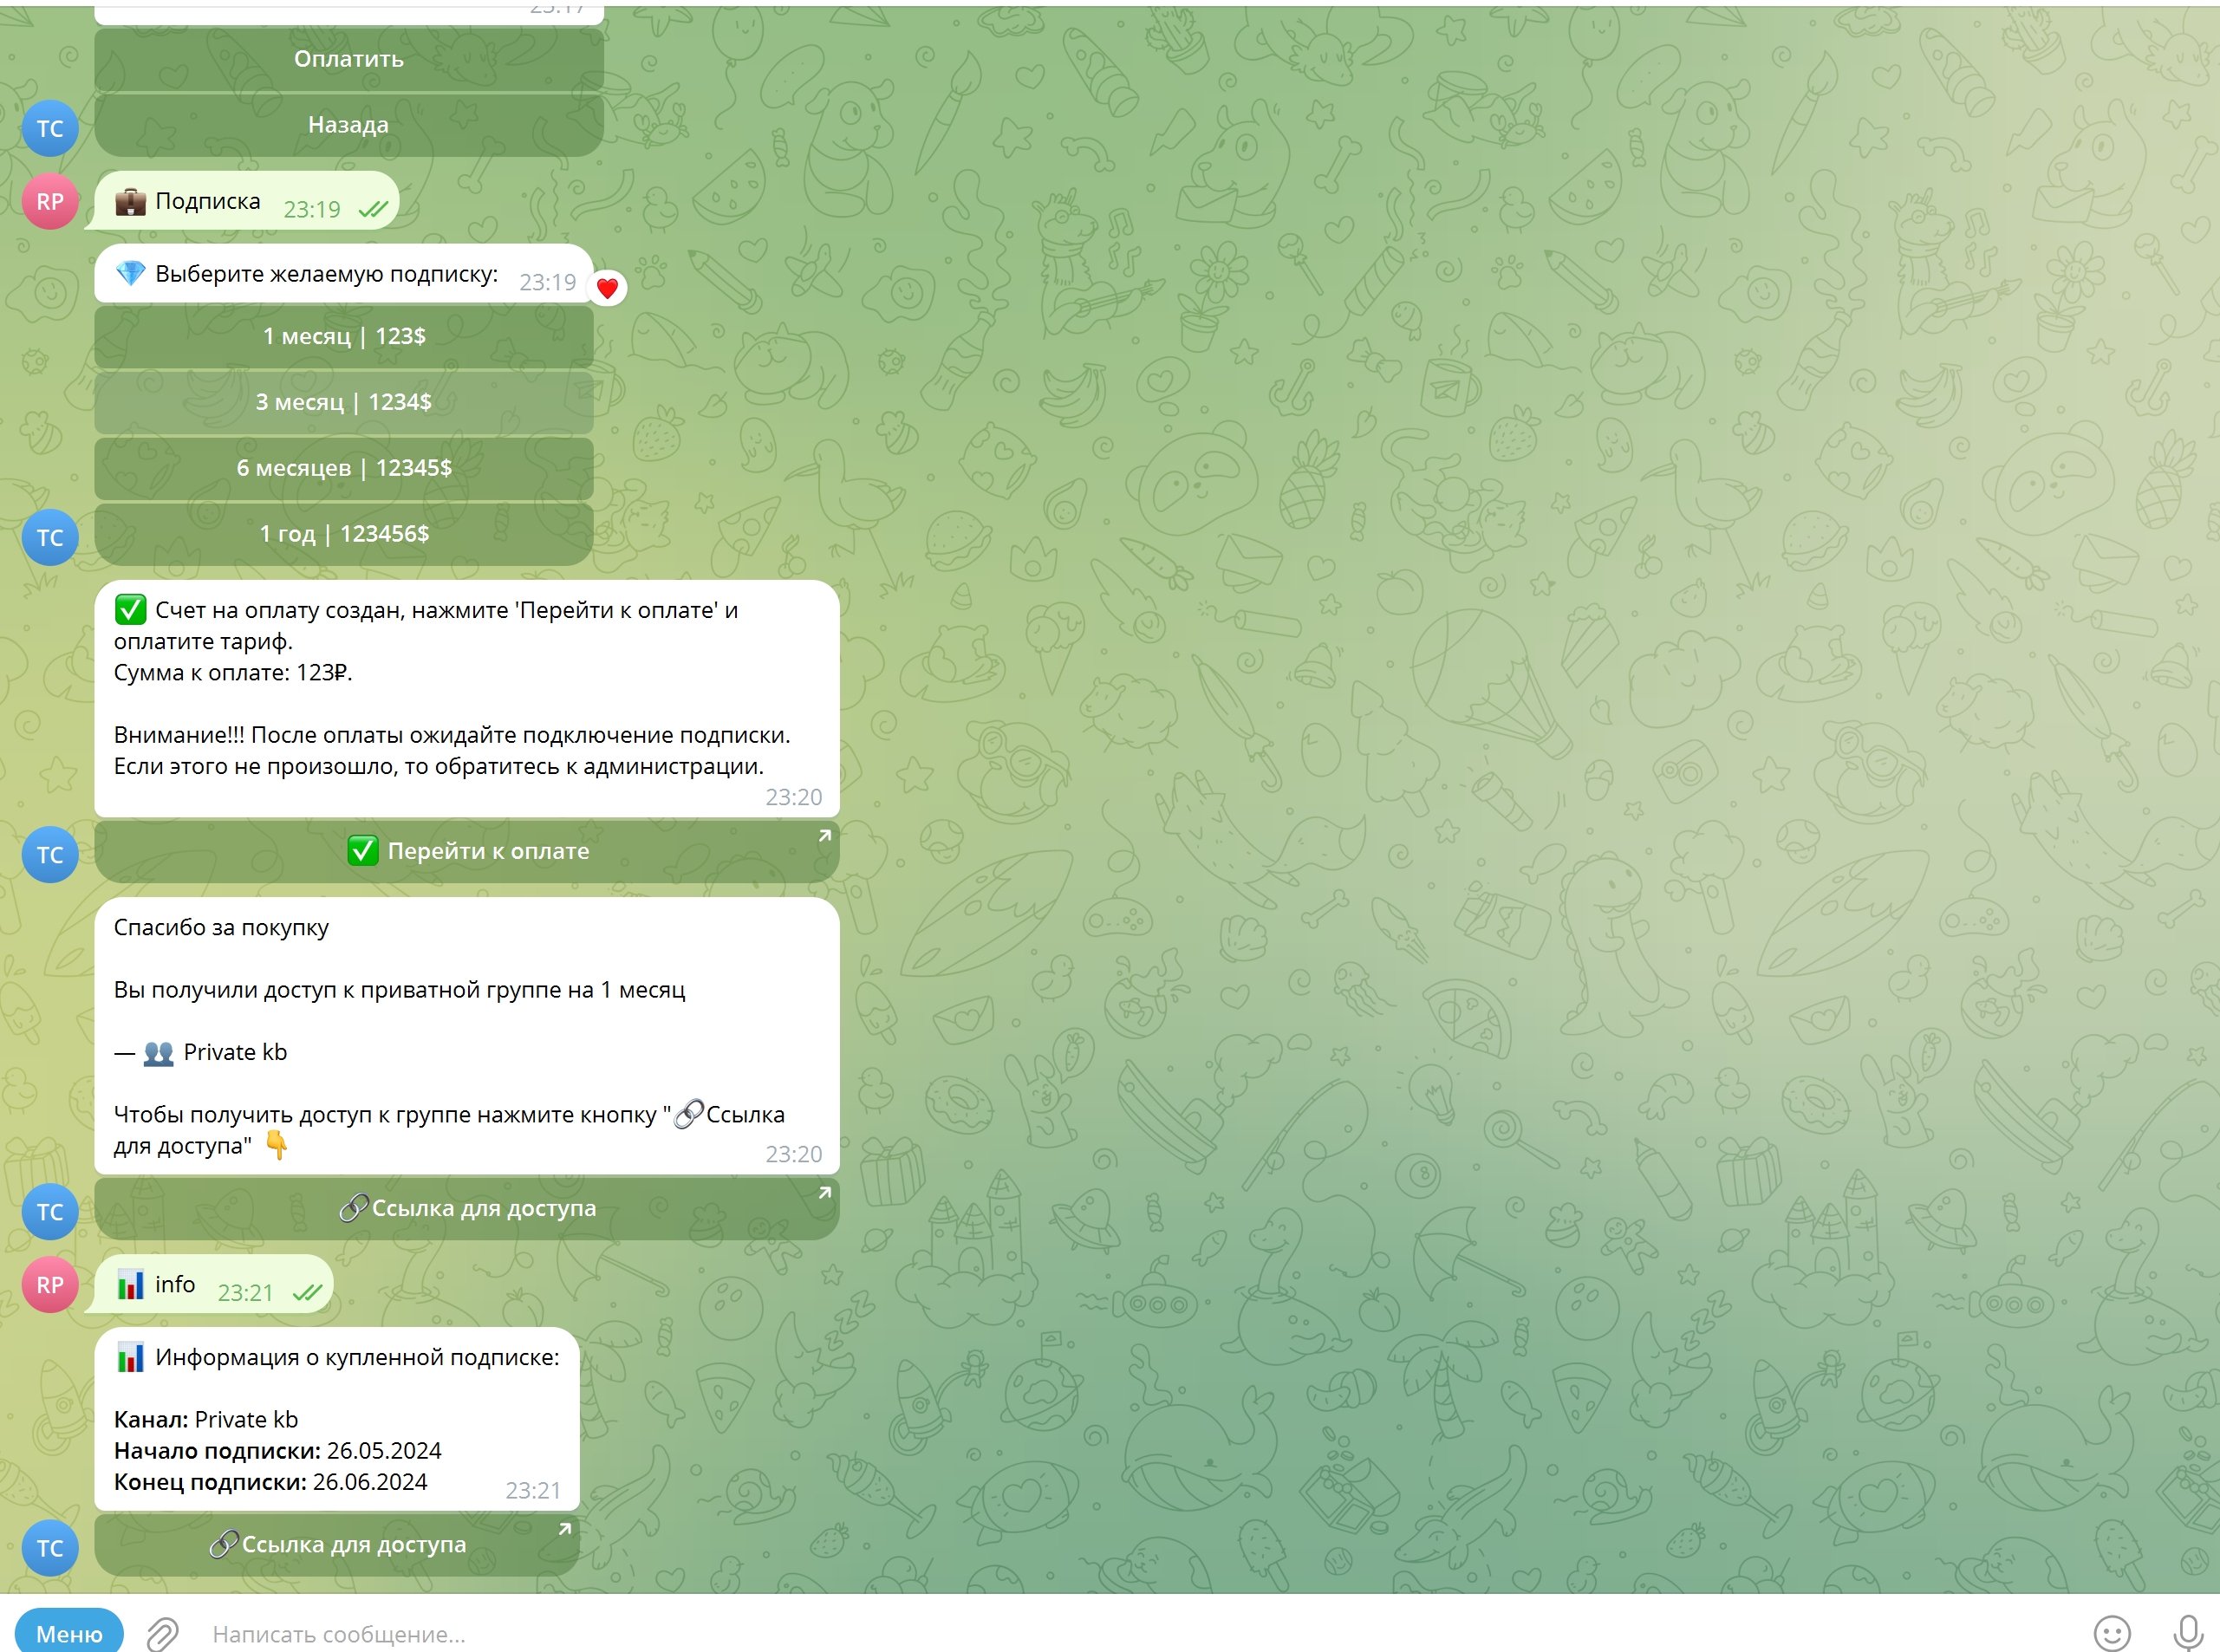 23:17
Оплатить
Назада
TC
RP
💼 Подписка 23:19
💎 Выберите желаемую подписку: 23:19
1 месяц | 123$
3 месяц | 1234$
6 месяцев | 12345$
1 год | 123456$
TC
✅ Счет на оплату создан, нажмите 'Перейти к оплате' и
оплатите тариф.
Сумма к оплате: 123₽.
Внимание!!! После оплаты ожидайте подключение подписки.
Если этого не произошло, то обратитесь к администрации.
23:20
✅ Перейти к оплате
TC
Спасибо за покупку
Вы получили доступ к приватной группе на 1 месяц
— 👥 Private kb
Чтобы получить доступ к группе нажмите кнопку "🔗Ссылка
для доступа" 👇 23:20
🔗Ссылка для доступа
TC
RP
📊 info 23:21
📊 Информация о купленной подписке:
Канал: Private kb
Начало подписки: 26.05.2024
Конец подписки: 26.06.2024 23:21
🔗Ссылка для доступа
TC
Меню
Написать сообщение...